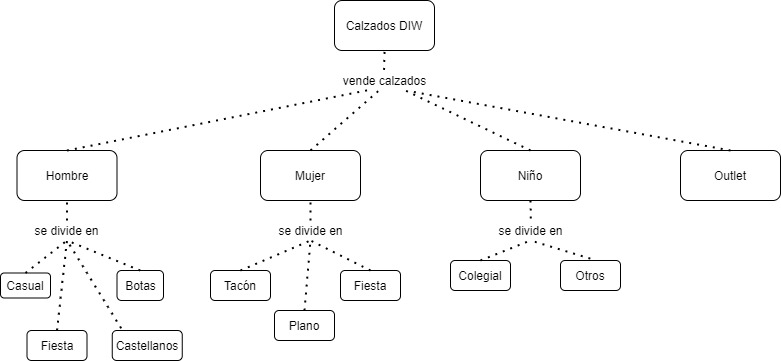 Calzados DIW
vende calzados
Hombre
Mujer
Niño
Outlet
se divide en
se divide en
se divide en
Casual
Botas
Tacón
Fiesta
Colegial
Otros
Fiesta
Castellanos
Plano